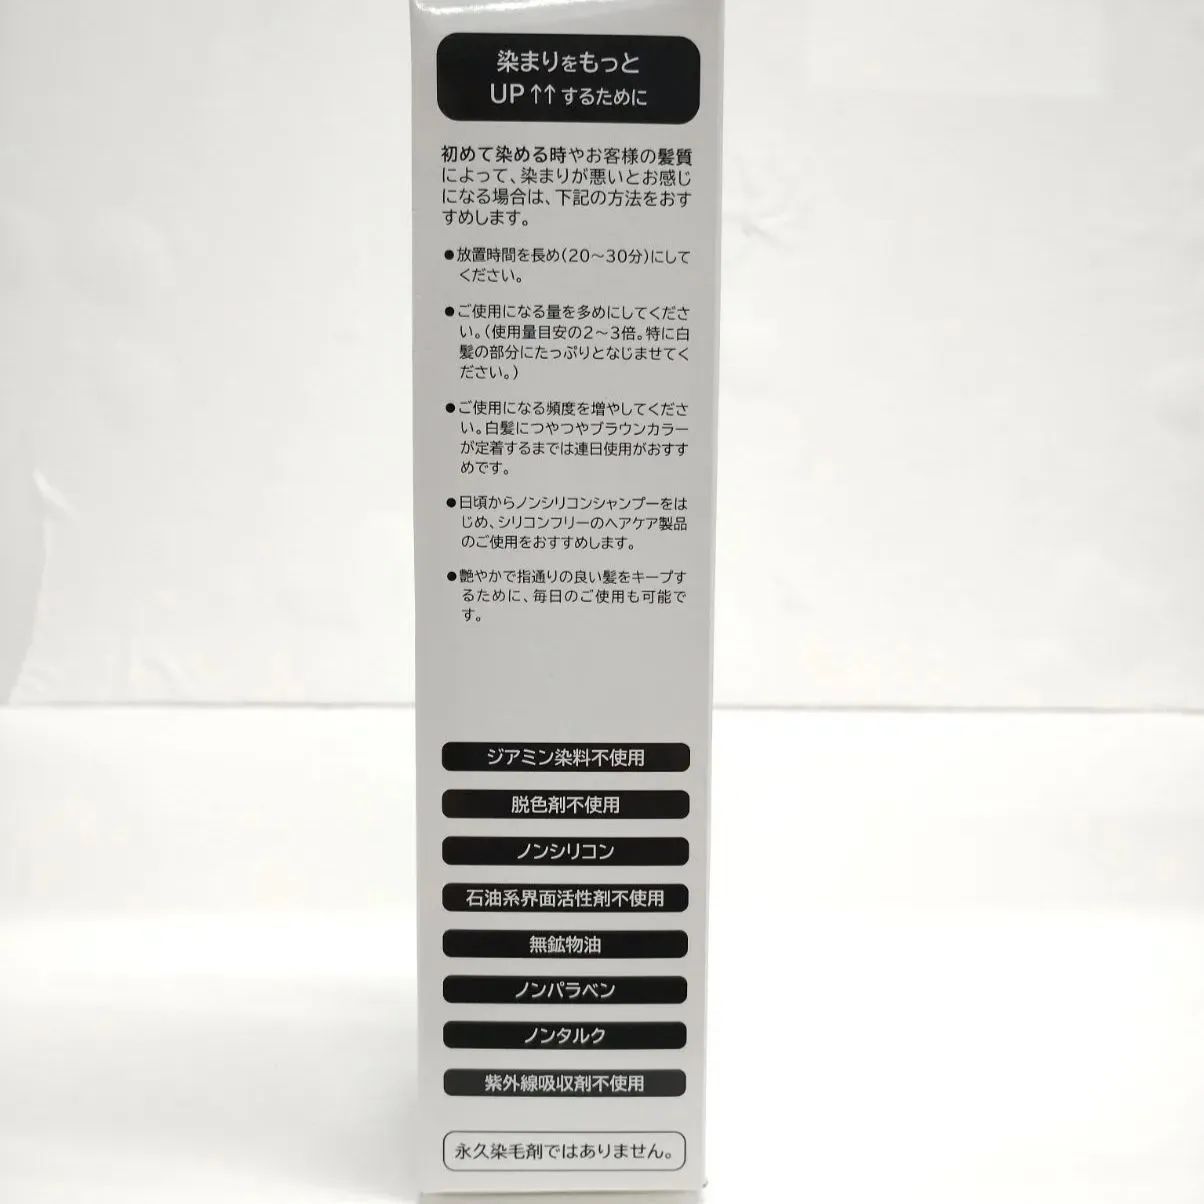 染まりをもっと
UP↑↑するために
初めて染める時やお客様の髪質
によって、染まりが悪いとお感じ
になる場合は、下記の方法をおす
すめします。
●放置時間を長め(20〜30分)にして
ください。
●ご使用になる量を多めにしてくださ
い。(使用量目安の2〜3倍。特に白
髪の部分にたっぷりとなじませてく
ださい。)
●ご使用になる頻度を増やしてくださ
い。白髪につやつやブラウンカラー
が定着するまでは連日使用がおすす
めです。
●日頃からノンシリコンシャンプーをは
じめ、シリコンフリーのヘアケア製品
のご使用をおすすめします。
●艶やかで指通りの良い髪をキープす
るために、毎日のご使用も可能で
す。
ジアミン染料不使用
脱色剤不使用
ノンシリコン
石油系界面活性剤不使用
無鉱物油
ノンパラベン
ノンタルク
紫外線吸収剤不使用
永久染毛剤ではありません。